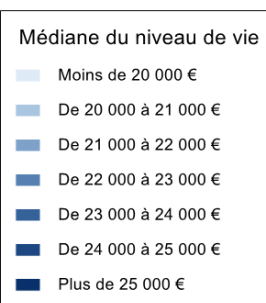 Médiane du niveau de vie
Moins de 20 000 €
De 20 000 à 21 000 €
De 21 000 à 22 000 €
De 22 000 à 23 000 €
De 23 000 à 24 000 €
De 24 000 à 25 000 €
Plus de 25 000 €